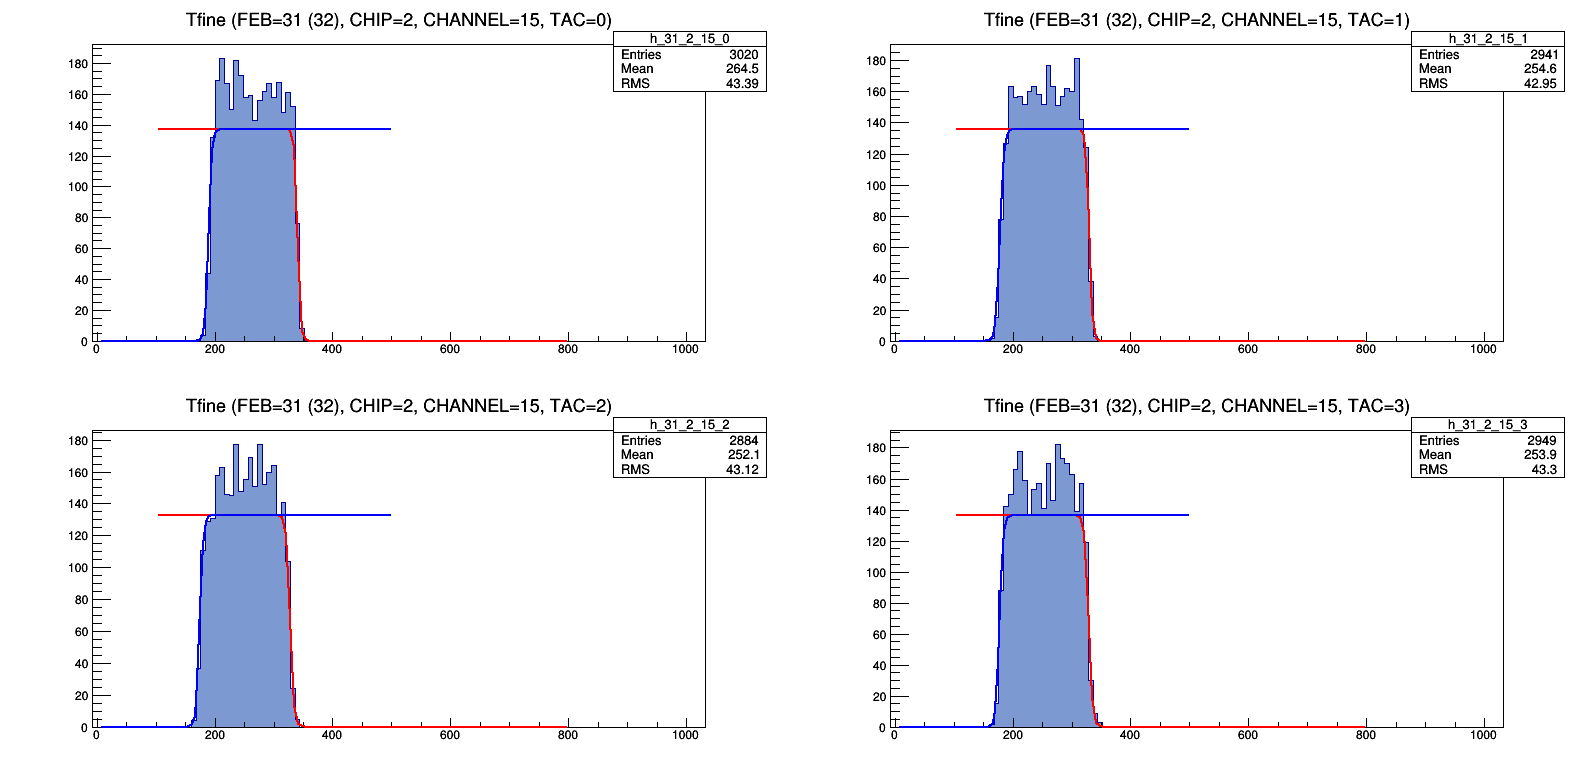 Tfine (FEB=31 (32), CHIP=2, CHANNEL=15, TAC=0)
h_31_2_15_0
Entries 3020
Mean 264.5
RMS 43.39
180
160
140
120
100
80
60
40
20
0
0 200 400 600 800 1000
Tfine (FEB=31 (32), CHIP=2, CHANNEL=15, TAC=1)
h_31_2_15_1
Entries 2941
Mean 254.6
RMS 42.95
180
160
140
120
100
80
60
40
20
0
0 200 400 600 800 1000
Tfine (FEB=31 (32), CHIP=2, CHANNEL=15, TAC=2)
h_31_2_15_2
Entries 2884
Mean 252.1
RMS 43.12
180
160
140
120
100
80
60
40
20
0
0 200 400 600 800 1000
Tfine (FEB=31 (32), CHIP=2, CHANNEL=15, TAC=3)
h_31_2_15_3
Entries 2949
Mean 253.9
RMS 43.3
180
160
140
120
100
80
60
40
20
0
0 200 400 600 800 1000